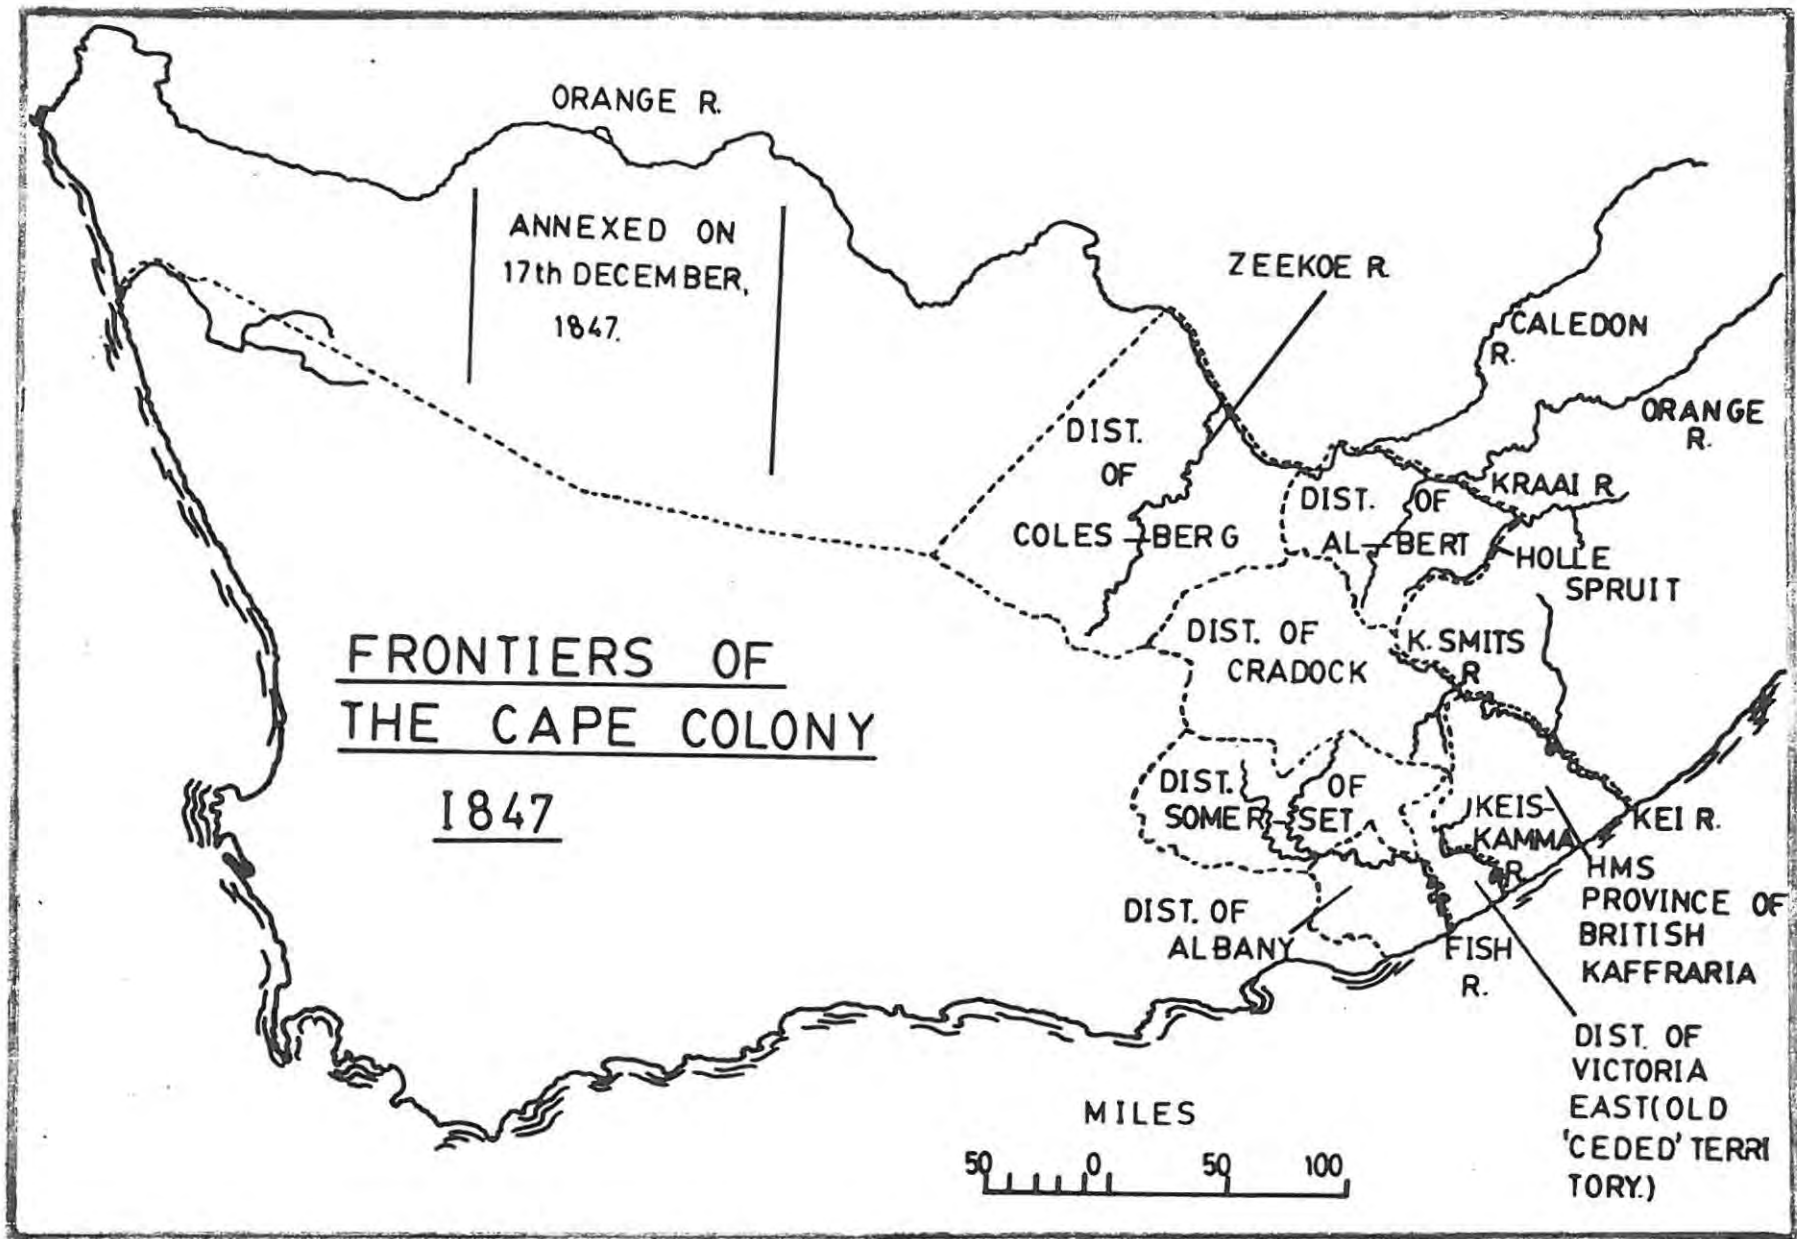 ORANGE R.
ANNEXED ON
17th DECEMBER,
1847.
ZEEKOE R.
CALEDON
R.
ORANGE
R.
DIST.
OF
COLES-BERG
DIST. OF
AL-BERT
KRAAI R
HOLLE
SPRUIT
K. SMITS
R
DIST. OF
CRADOCK
FRONTIERS OF
THE CAPE COLONY
1847
DIST. OF
SOMER-SET
KEIS-
KAMMA
R
KEI R.
HMS
PROVINCE OF
BRITISH
KAFFRARIA
DIST. OF
ALBANY
FISH
R.
DIST. OF
VICTORIA
EAST(OLD
'CEDED' TERRI
TORY.)
MILES
50 0 50 100